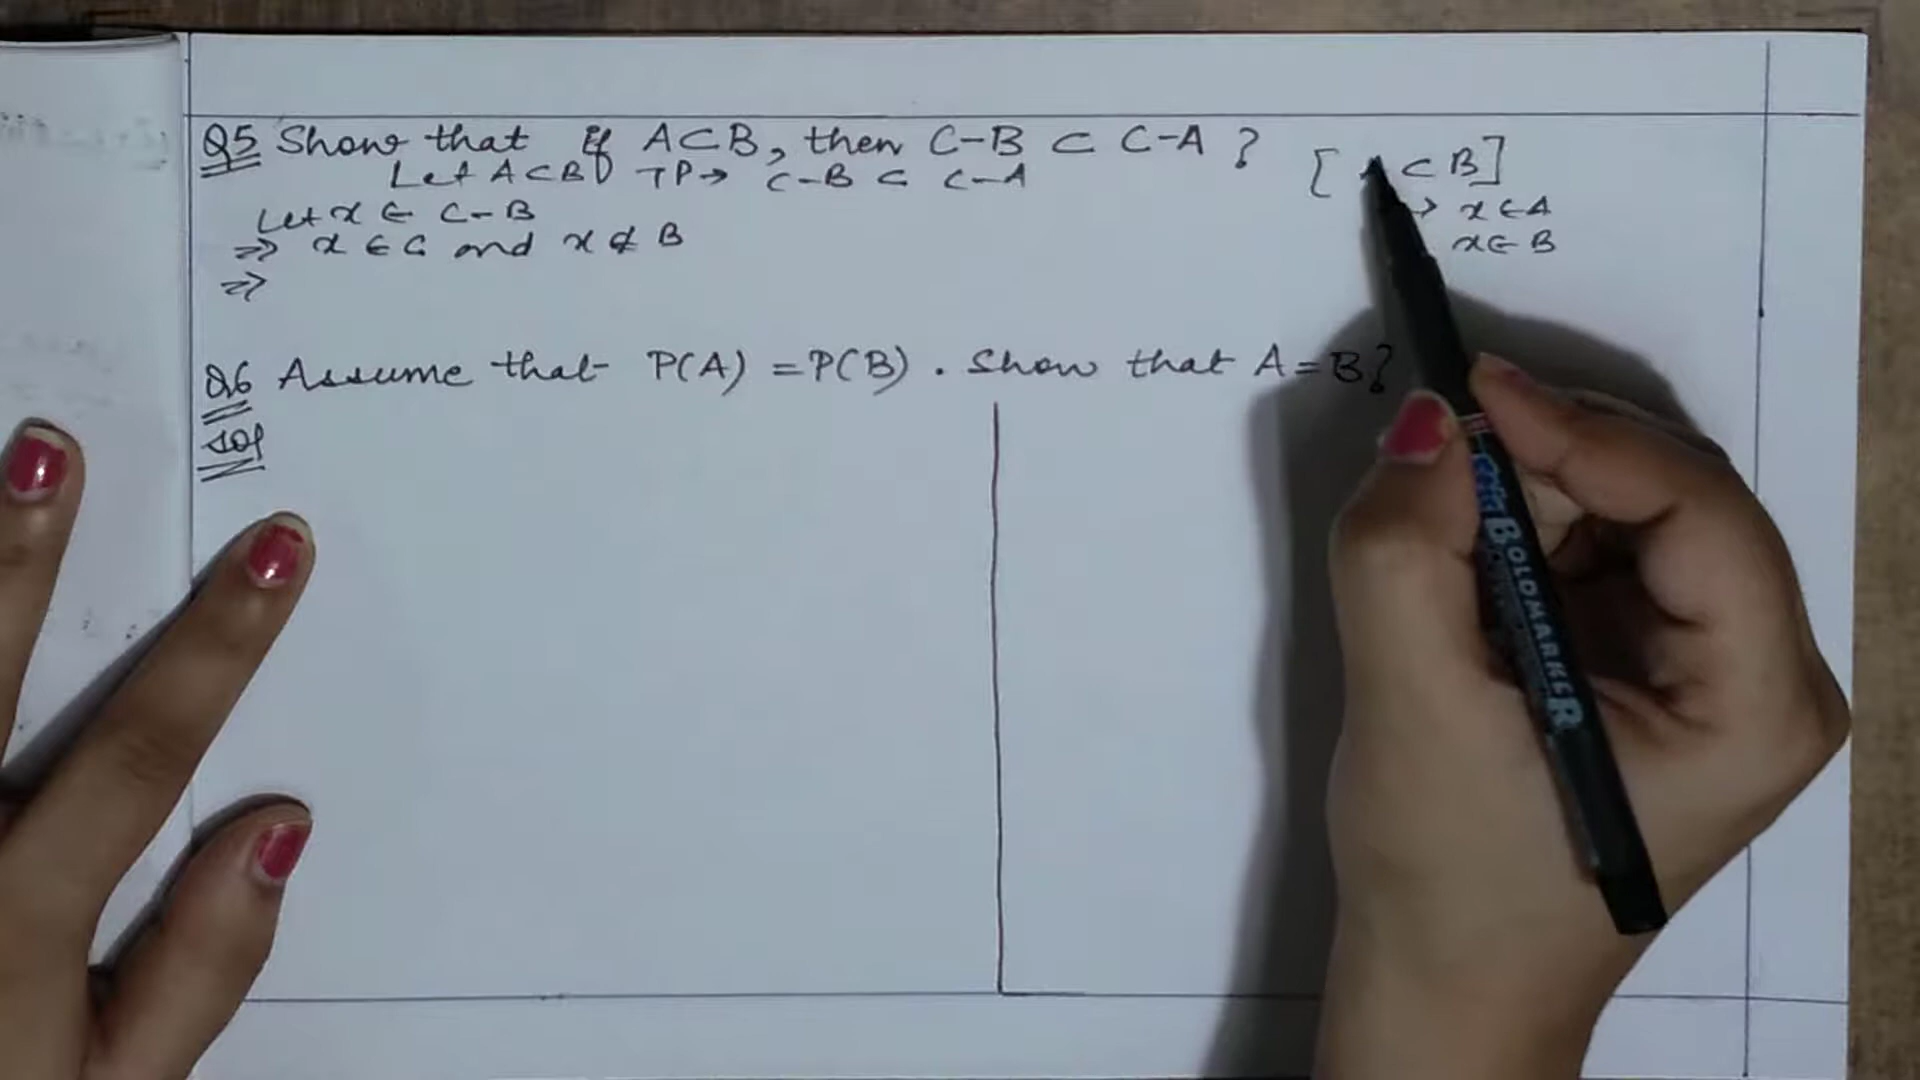 Q5 Show that If A⊂B, then C-B ⊂ C-A ?
Let A⊂B TP→ C-B ⊂ C-A
[ A ⊂ B]
→ x∈A
x∈B
Let x ∈ C-B
⇒ x ∈ C and x ∉ B
⇒
Q6 Assume that P(A) = P(B). Show that A=B?
Sol
BOLDMARKER